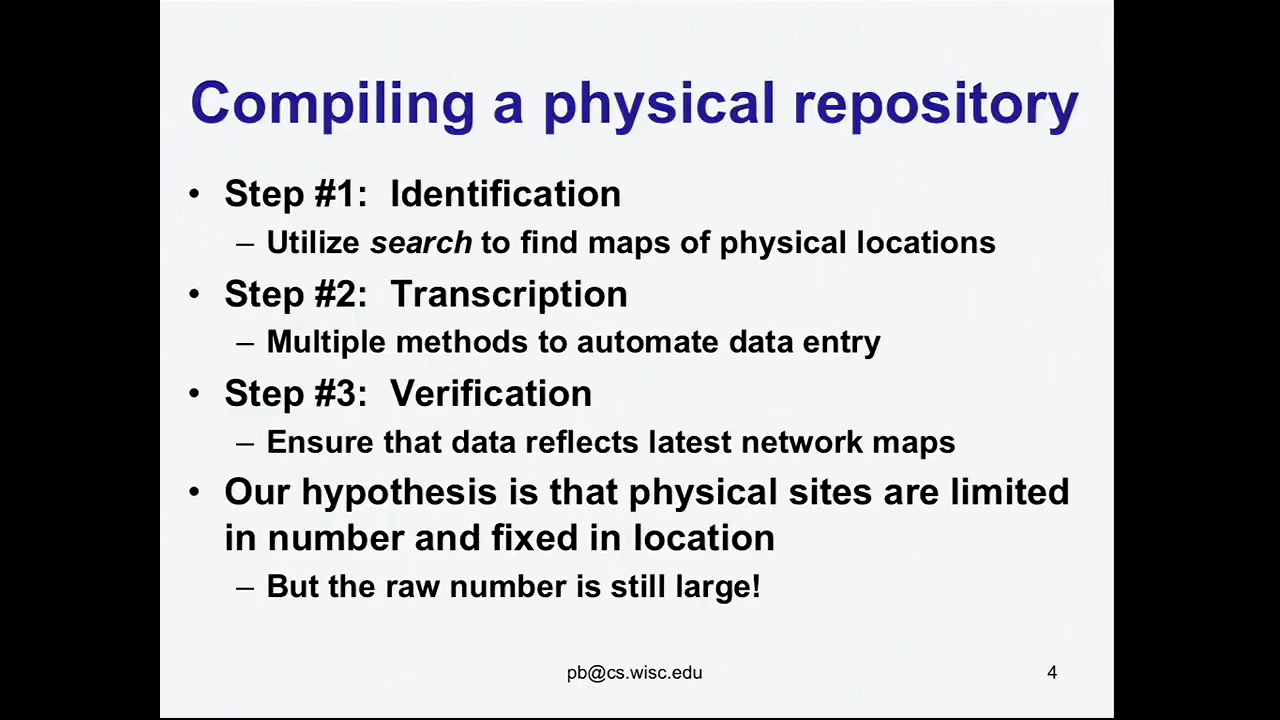 Compiling a physical repository
• Step #1: Identification
– Utilize search to find maps of physical locations
• Step #2: Transcription
– Multiple methods to automate data entry
• Step #3: Verification
– Ensure that data reflects latest network maps
• Our hypothesis is that physical sites are limited
in number and fixed in location
– But the raw number is still large!
pb@cs.wisc.edu
4